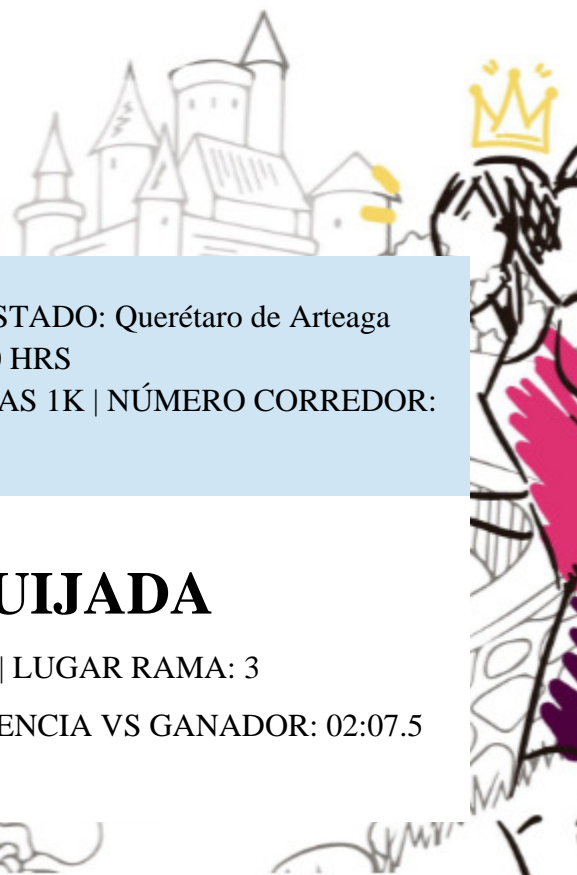 STADO: Querétaro de Arteaga
HRS
AS 1K | NÚMERO CORREDOR:
UIJADA
| LUGAR RAMA: 3
ENCIA VS GANADOR: 02:07.5